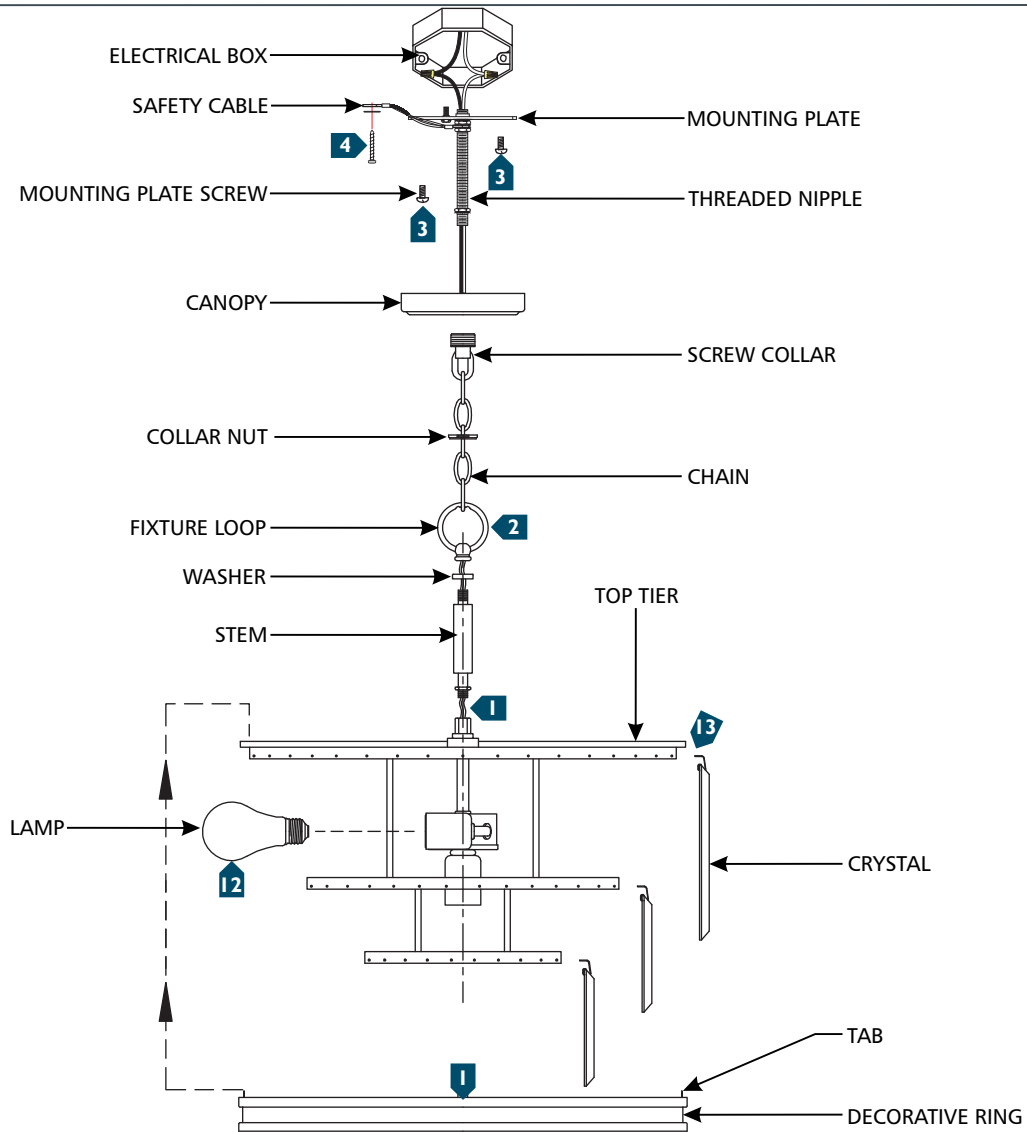 ELECTRICAL BOX
SAFETY CABLE
MOUNTING PLATE
4
3
MOUNTING PLATE SCREW
THREADED NIPPLE
3
CANOPY
SCREW COLLAR
COLLAR NUT
CHAIN
FIXTURE LOOP
2
WASHER
TOP TIER
STEM
1
13
LAMP
CRYSTAL
12
TAB
1
DECORATIVE RING